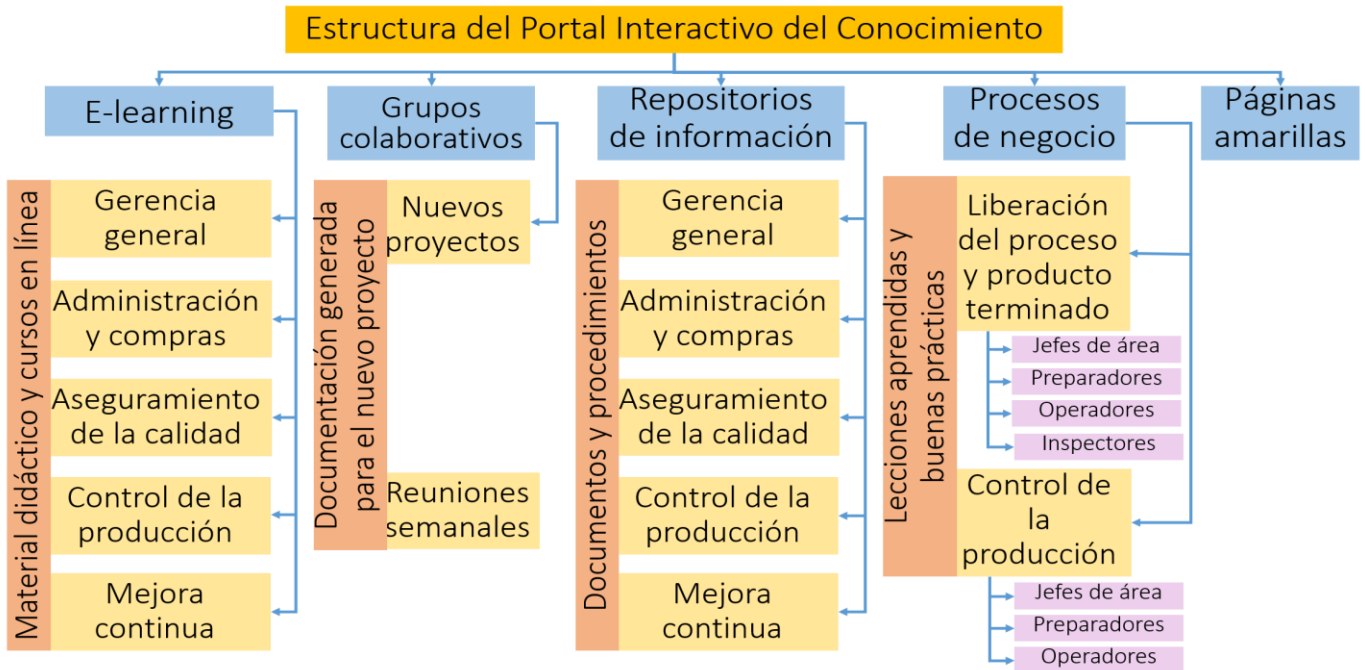 Estructura del Portal Interactivo del Conocimiento
E-learning
Material didáctico y cursos en línea
Gerencia
general
Administración
y compras
Aseguramiento
de la calidad
Control de la
producción
Mejora
continua
Grupos
colaborativos
Documentación generada
para el nuevo proyecto
Nuevos
proyectos
Reuniones
semanales
Repositorios
de información
Documentos y procedimientos
Gerencia
general
Administración
y compras
Aseguramiento
de la calidad
Control de la
producción
Mejora
continua
Procesos
de negocio
Lecciones aprendidas y
buenas prácticas
Liberación
del proceso
y producto
terminado
Jefes de área
Preparadores
Operadores
Inspectores
Control de
la
producción
Jefes de área
Preparadores
Operadores
Páginas
amarillas